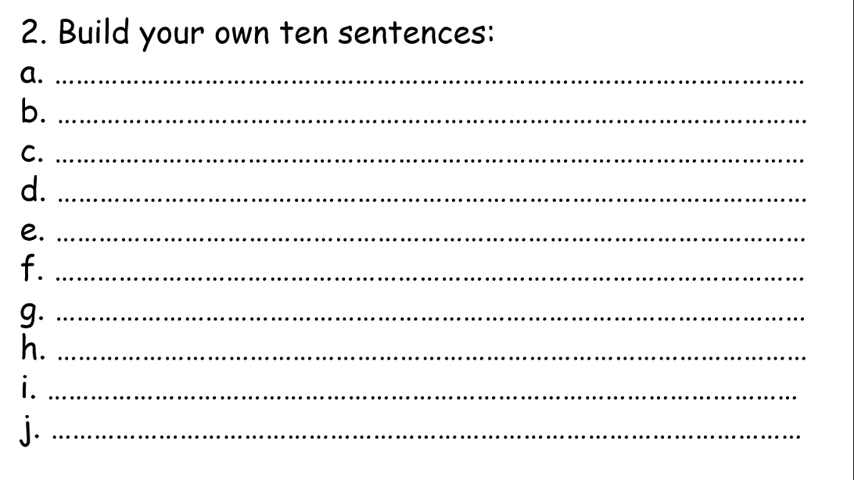 2. Build your own ten sentences:
a. ……………………………………………………………………………………………
b. ……………………………………………………………………………………………
c. ……………………………………………………………………………………………
d. ……………………………………………………………………………………………
e. ……………………………………………………………………………………………
f. ……………………………………………………………………………………………
g. ……………………………………………………………………………………………
h. ……………………………………………………………………………………………
i. ……………………………………………………………………………………………
j. ……………………………………………………………………………………………